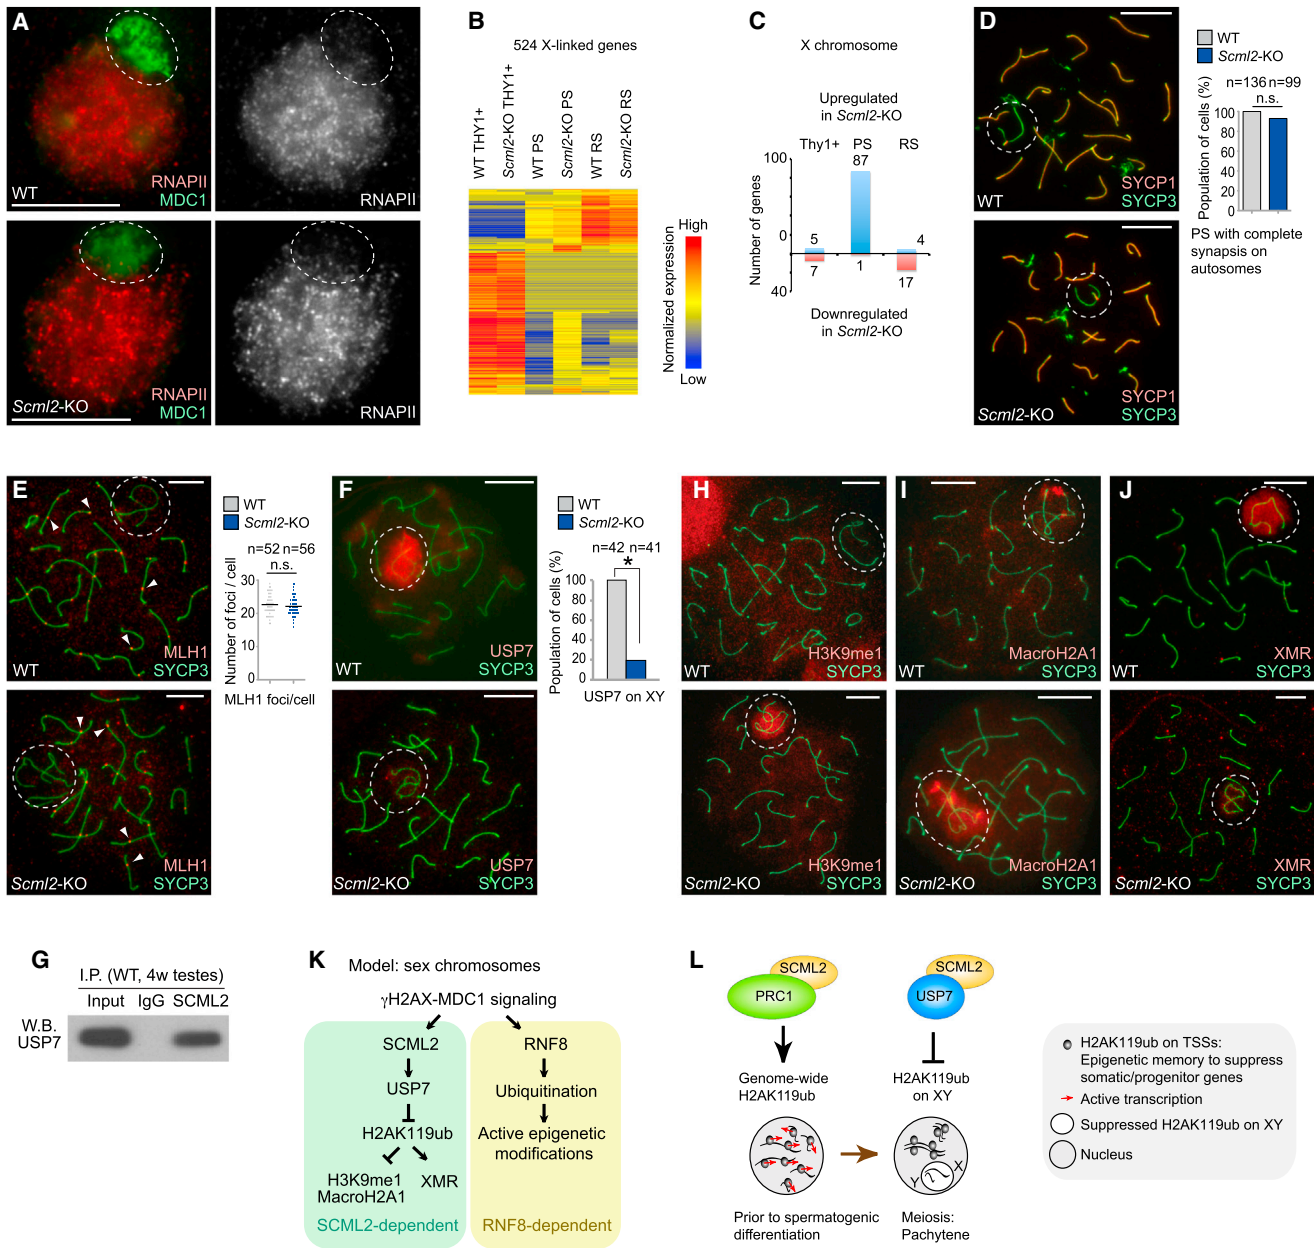 A
WT
RNAPII
MDC1
RNAPII
Scml2-KO
RNAPII
MDC1
RNAPII
B
524 X-linked genes
WT THY1+
Scml2-KO THY1+
WT PS
Scml2-KO PS
WT RS
Scml2-KO RS
High
Normalized expression
Low
C
X chromosome
Upregulated
in Scml2-KO
Thy1+ PS RS
100
87
Number of genes
0
5
4
0
7
1
17
40
Downregulated
in Scml2-KO
D
WT
SYCP1
SYCP3
Scml2-KO
SYCP1
SYCP3
WT
Scml2-KO
n=136 n=99
n.s.
Population of cells (%)
100
80
60
40
20
0
PS with complete
synapsis on
autosomes
E
WT
MLH1
SYCP3
Scml2-KO
MLH1
SYCP3
WT
Scml2-KO
n=52 n=56
n.s.
Number of foci / cell
30
20
10
0
MLH1 foci/cell
F
WT
USP7
SYCP3
Scml2-KO
USP7
SYCP3
WT
Scml2-KO
n=42 n=41
*
Population of cells (%)
100
80
60
40
20
0
USP7 on XY
H
WT
H3K9me1
SYCP3
Scml2-KO
H3K9me1
SYCP3
I
WT
MacroH2A1
SYCP3
Scml2-KO
MacroH2A1
SYCP3
J
WT
XMR
SYCP3
Scml2-KO
XMR
SYCP3
G
I.P. (WT, 4w testes)
Input IgG SCML2
W.B.
USP7
K
Model: sex chromosomes
γH2AX-MDC1 signaling
SCML2
USP7
H2AK119ub
H3K9me1
MacroH2A1
XMR
SCML2-dependent
RNF8
Ubiquitination
Active epigenetic
modifications
RNF8-dependent
L
SCML2
PRC1
Genome-wide
H2AK119ub
Prior to spermatogenic
differentiation
SCML2
USP7
H2AK119ub
on XY
X
Y
Meiosis:
Pachytene
H2AK119ub on TSSs:
Epigenetic memory to suppress
somatic/progenitor genes
Active transcription
Suppressed H2AK119ub on XY
Nucleus